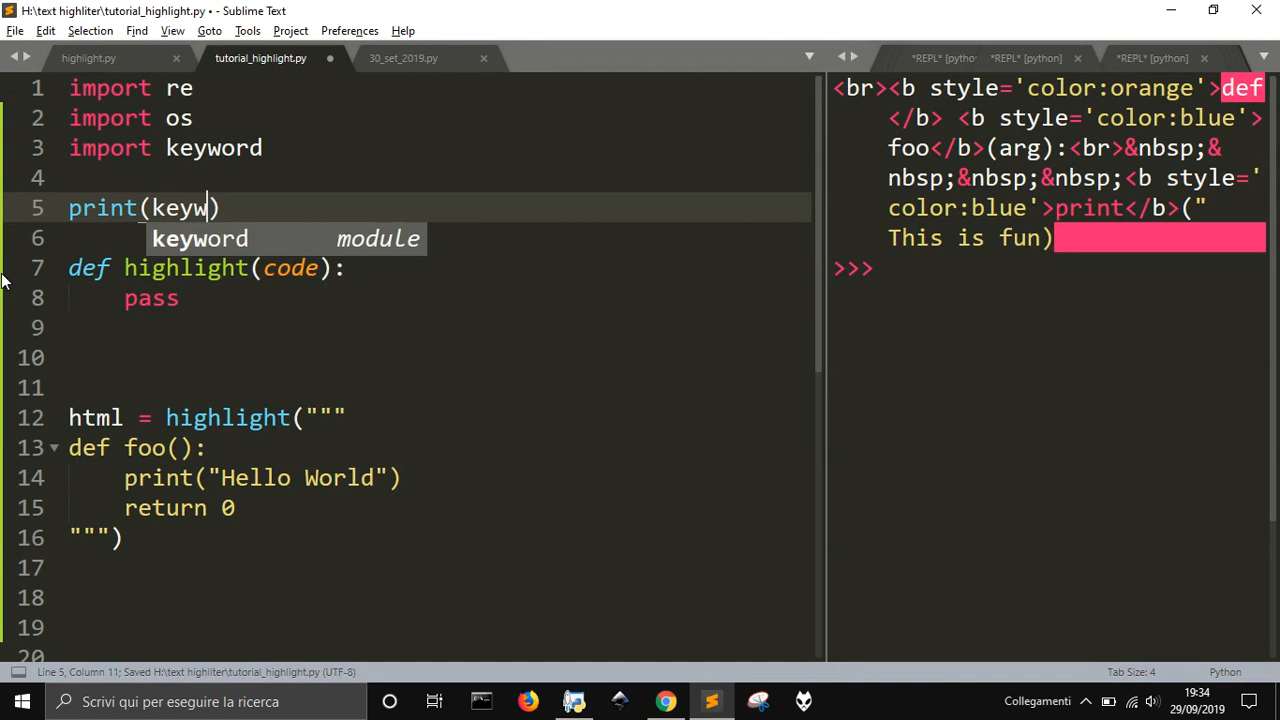 H:\text highliter\tutorial_highlight.py • - Sublime Text
File Edit Selection Find View Goto Tools Project Preferences Help
highlight.py × tutorial_highlight.py • 30_set_2019.py ×
*REPL* [pytho *REPL* [python] × *REPL* [python] ×
1 import re
2 import os
3 import keyword
4
5 print(keyw)
keyword module
6
7 def highlight(code):
8 pass
9
10
11
12 html = highlight("""
13 def foo():
14 print("Hello World")
15 return 0
16 """)
17
18
19
20
<br><b style='color:orange'>def
</b> <b style='color:blue'>
foo</b>(arg):<br>&nbsp;&
nbsp;&nbsp;&nbsp;<b style='
color:blue'>print</b>("
This is fun)
>>>
Line 5, Column 11; Saved H:\text highliter\tutorial_highlight.py (UTF-8)
Tab Size: 4 Python
Scrivi qui per eseguire la ricerca
Collegamenti
19:34
29/09/2019